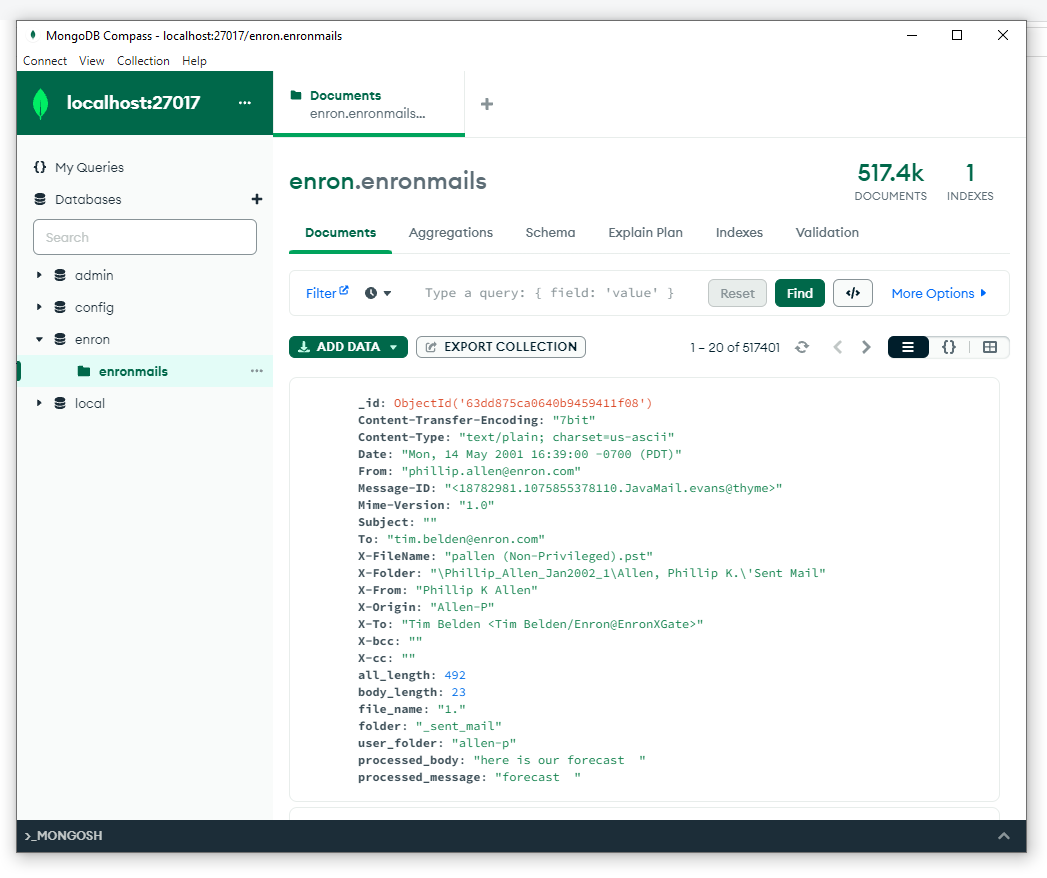 MongoDB Compass - localhost:27017/enron.enronmails
Connect View Collection Help
localhost:27017 ...
Documents
enron.enronmails...
+
{} My Queries
Databases +
Search
admin
config
enron
enronmails ...
local
enron.enronmails
517.4k
DOCUMENTS
1
INDEXES
Documents Aggregations Schema Explain Plan Indexes Validation
Filter Type a query: { field: 'value' } Reset Find </> More Options
ADD DATA EXPORT COLLECTION 1 – 20 of 517401 {}
_id: ObjectId('63dd875ca0640b9459411f08')
Content-Transfer-Encoding: "7bit"
Content-Type: "text/plain; charset=us-ascii"
Date: "Mon, 14 May 2001 16:39:00 -0700 (PDT)"
From: "phillip.allen@enron.com"
Message-ID: "<18782981.1075855378110.JavaMail.evans@thyme>"
Mime-Version: "1.0"
Subject: ""
To: "tim.belden@enron.com"
X-FileName: "pallen (Non-Privileged).pst"
X-Folder: "\Phillip_Allen_Jan2002_1\Allen, Phillip K.\'Sent Mail"
X-From: "Phillip K Allen"
X-Origin: "Allen-P"
X-To: "Tim Belden <Tim Belden/Enron@EnronXGate>"
X-bcc: ""
X-cc: ""
all_length: 492
body_length: 23
file_name: "1."
folder: "_sent_mail"
user_folder: "allen-p"
processed_body: "here is our forecast  "
processed_message: "forecast  "
>_MONGOSH